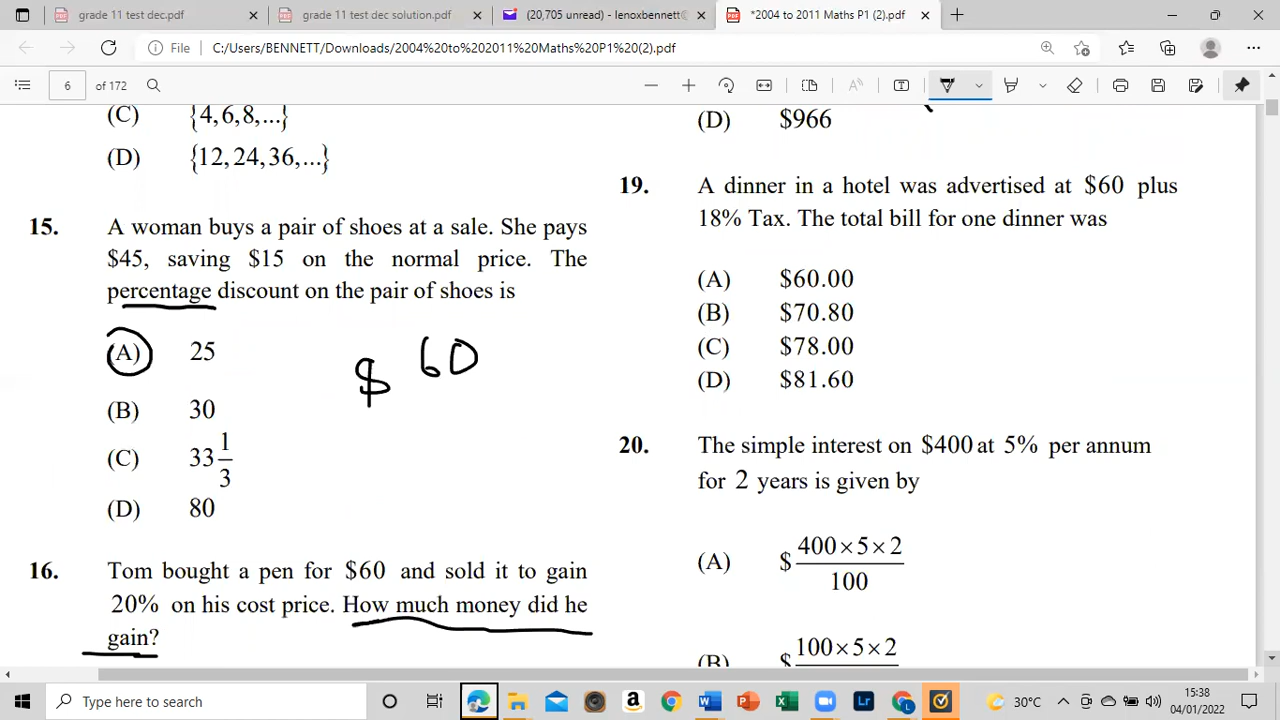 grade 11 test dec.pdf
grade 11 test dec solution.pdf
(20,705 unread) - lenoxbennett@
*2004 to 2011 Maths P1 (2).pdf
File
C:/Users/BENNETT/Downloads/2004%20to%202011%20Maths%20P1%20(2).pdf
6 of 172
(C) {4,6,8,...}
(D) {12,24,36,...}
15. A woman buys a pair of shoes at a sale. She pays
$45, saving $15 on the normal price. The
percentage discount on the pair of shoes is
(A) 25
$ 60
(B) 30
(C) 33 1/3
(D) 80
16. Tom bought a pen for $60 and sold it to gain
20% on his cost price. How much money did he
gain?
(D) $966
19. A dinner in a hotel was advertised at $60 plus
18% Tax. The total bill for one dinner was
(A) $60.00
(B) $70.80
(C) $78.00
(D) $81.60
20. The simple interest on $400 at 5% per annum
for 2 years is given by
(A) $ 400×5×2
100
(B) $ 100×5×2
Type here to search
30°C
15:38
04/01/2022